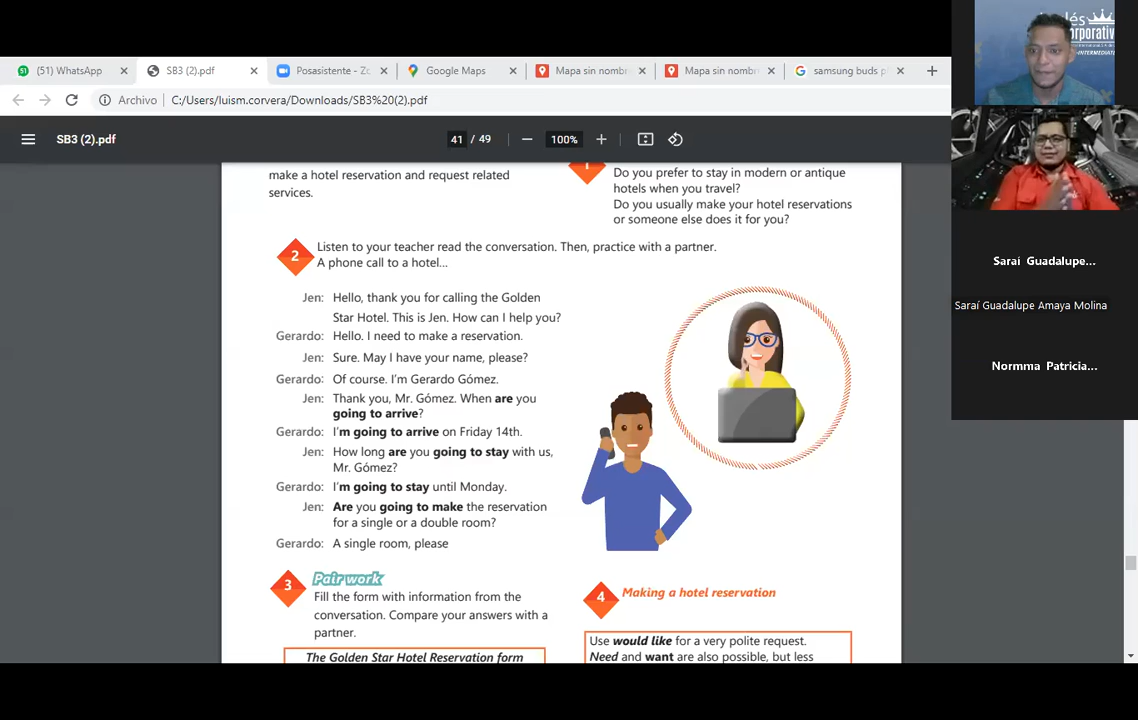 (51) WhatsApp
SB3 (2).pdf
Posasistente - Zo
Google Maps
Mapa sin nombr
Mapa sin nombr
samsung buds p
Archivo
C:/Users/luism.corvera/Downloads/SB3%20(2).pdf
SB3 (2).pdf
41 / 49
100%
make a hotel reservation and request related
services.
1
Do you prefer to stay in modern or antique
hotels when you travel?
Do you usually make your hotel reservations
or someone else does it for you?
2
Listen to your teacher read the conversation. Then, practice with a partner.
A phone call to a hotel...
Jen: Hello, thank you for calling the Golden
Star Hotel. This is Jen. How can I help you?
Gerardo: Hello. I need to make a reservation.
Jen: Sure. May I have your name, please?
Gerardo: Of course. I'm Gerardo Gómez.
Jen: Thank you, Mr. Gómez. When are you
going to arrive?
Gerardo: I'm going to arrive on Friday 14th.
Jen: How long are you going to stay with us,
Mr. Gómez?
Gerardo: I'm going to stay until Monday.
Jen: Are you going to make the reservation
for a single or a double room?
Gerardo: A single room, please
3
Pair work
Fill the form with information from the
conversation. Compare your answers with a
partner.
The Golden Star Hotel Reservation form
4
Making a hotel reservation
Use would like for a very polite request.
Need and want are also possible, but less
Saraí Guadalupe...
Saraí Guadalupe Amaya Molina
Normma Patricia...